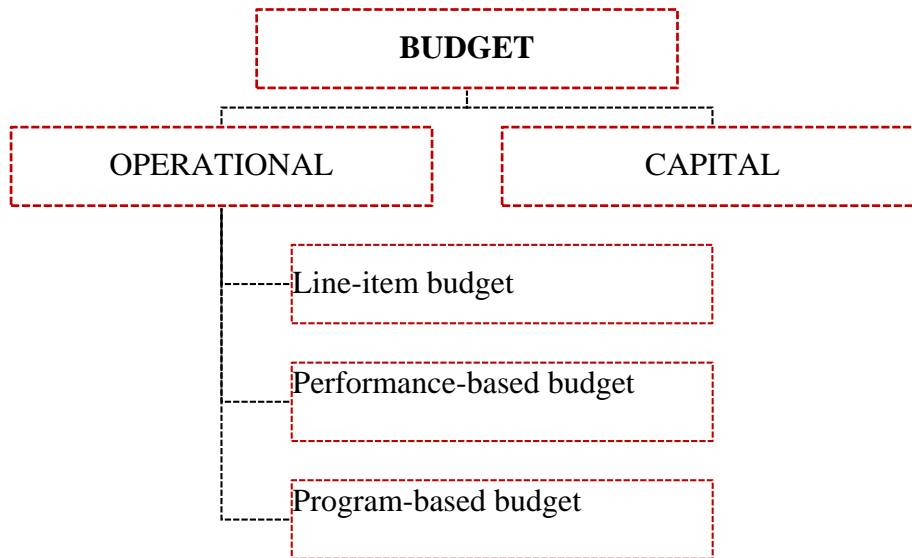 BUDGET
OPERATIONAL
CAPITAL
Line-item budget
Performance-based budget
Program-based budget